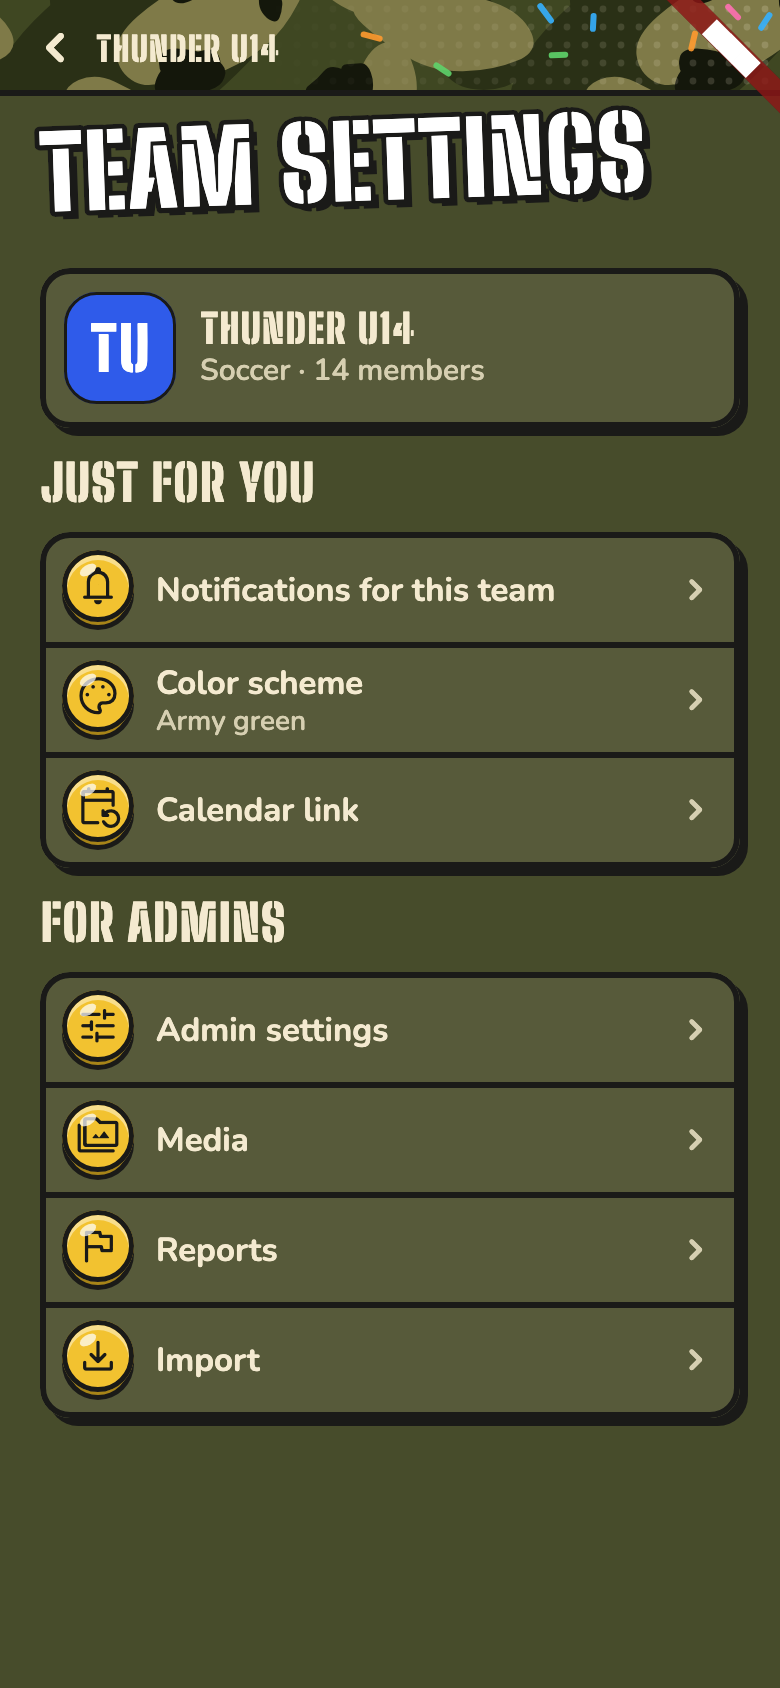 THUNDER U14
TEAM SETTINGS
TU
THUNDER U14
Soccer · 14 members
JUST FOR YOU
Notifications for this team
Color scheme
Army green
Calendar link
FOR ADMINS
Admin settings
Media
Reports
Import